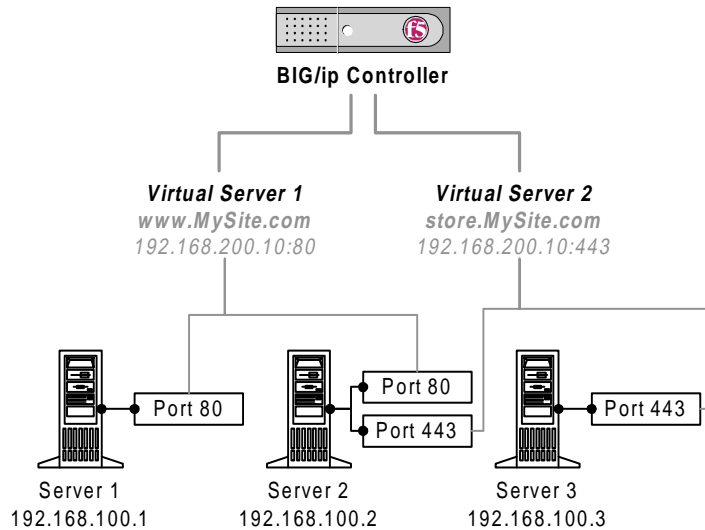 f5
BIG/ip Controller
Virtual Server 1
www.MySite.com
192.168.200.10:80
Virtual Server 2
store.MySite.com
192.168.200.10:443
Port 80
Port 80
Port 443
Port 443
Server 1
192.168.100.1
Server 2
192.168.100.2
Server 3
192.168.100.3